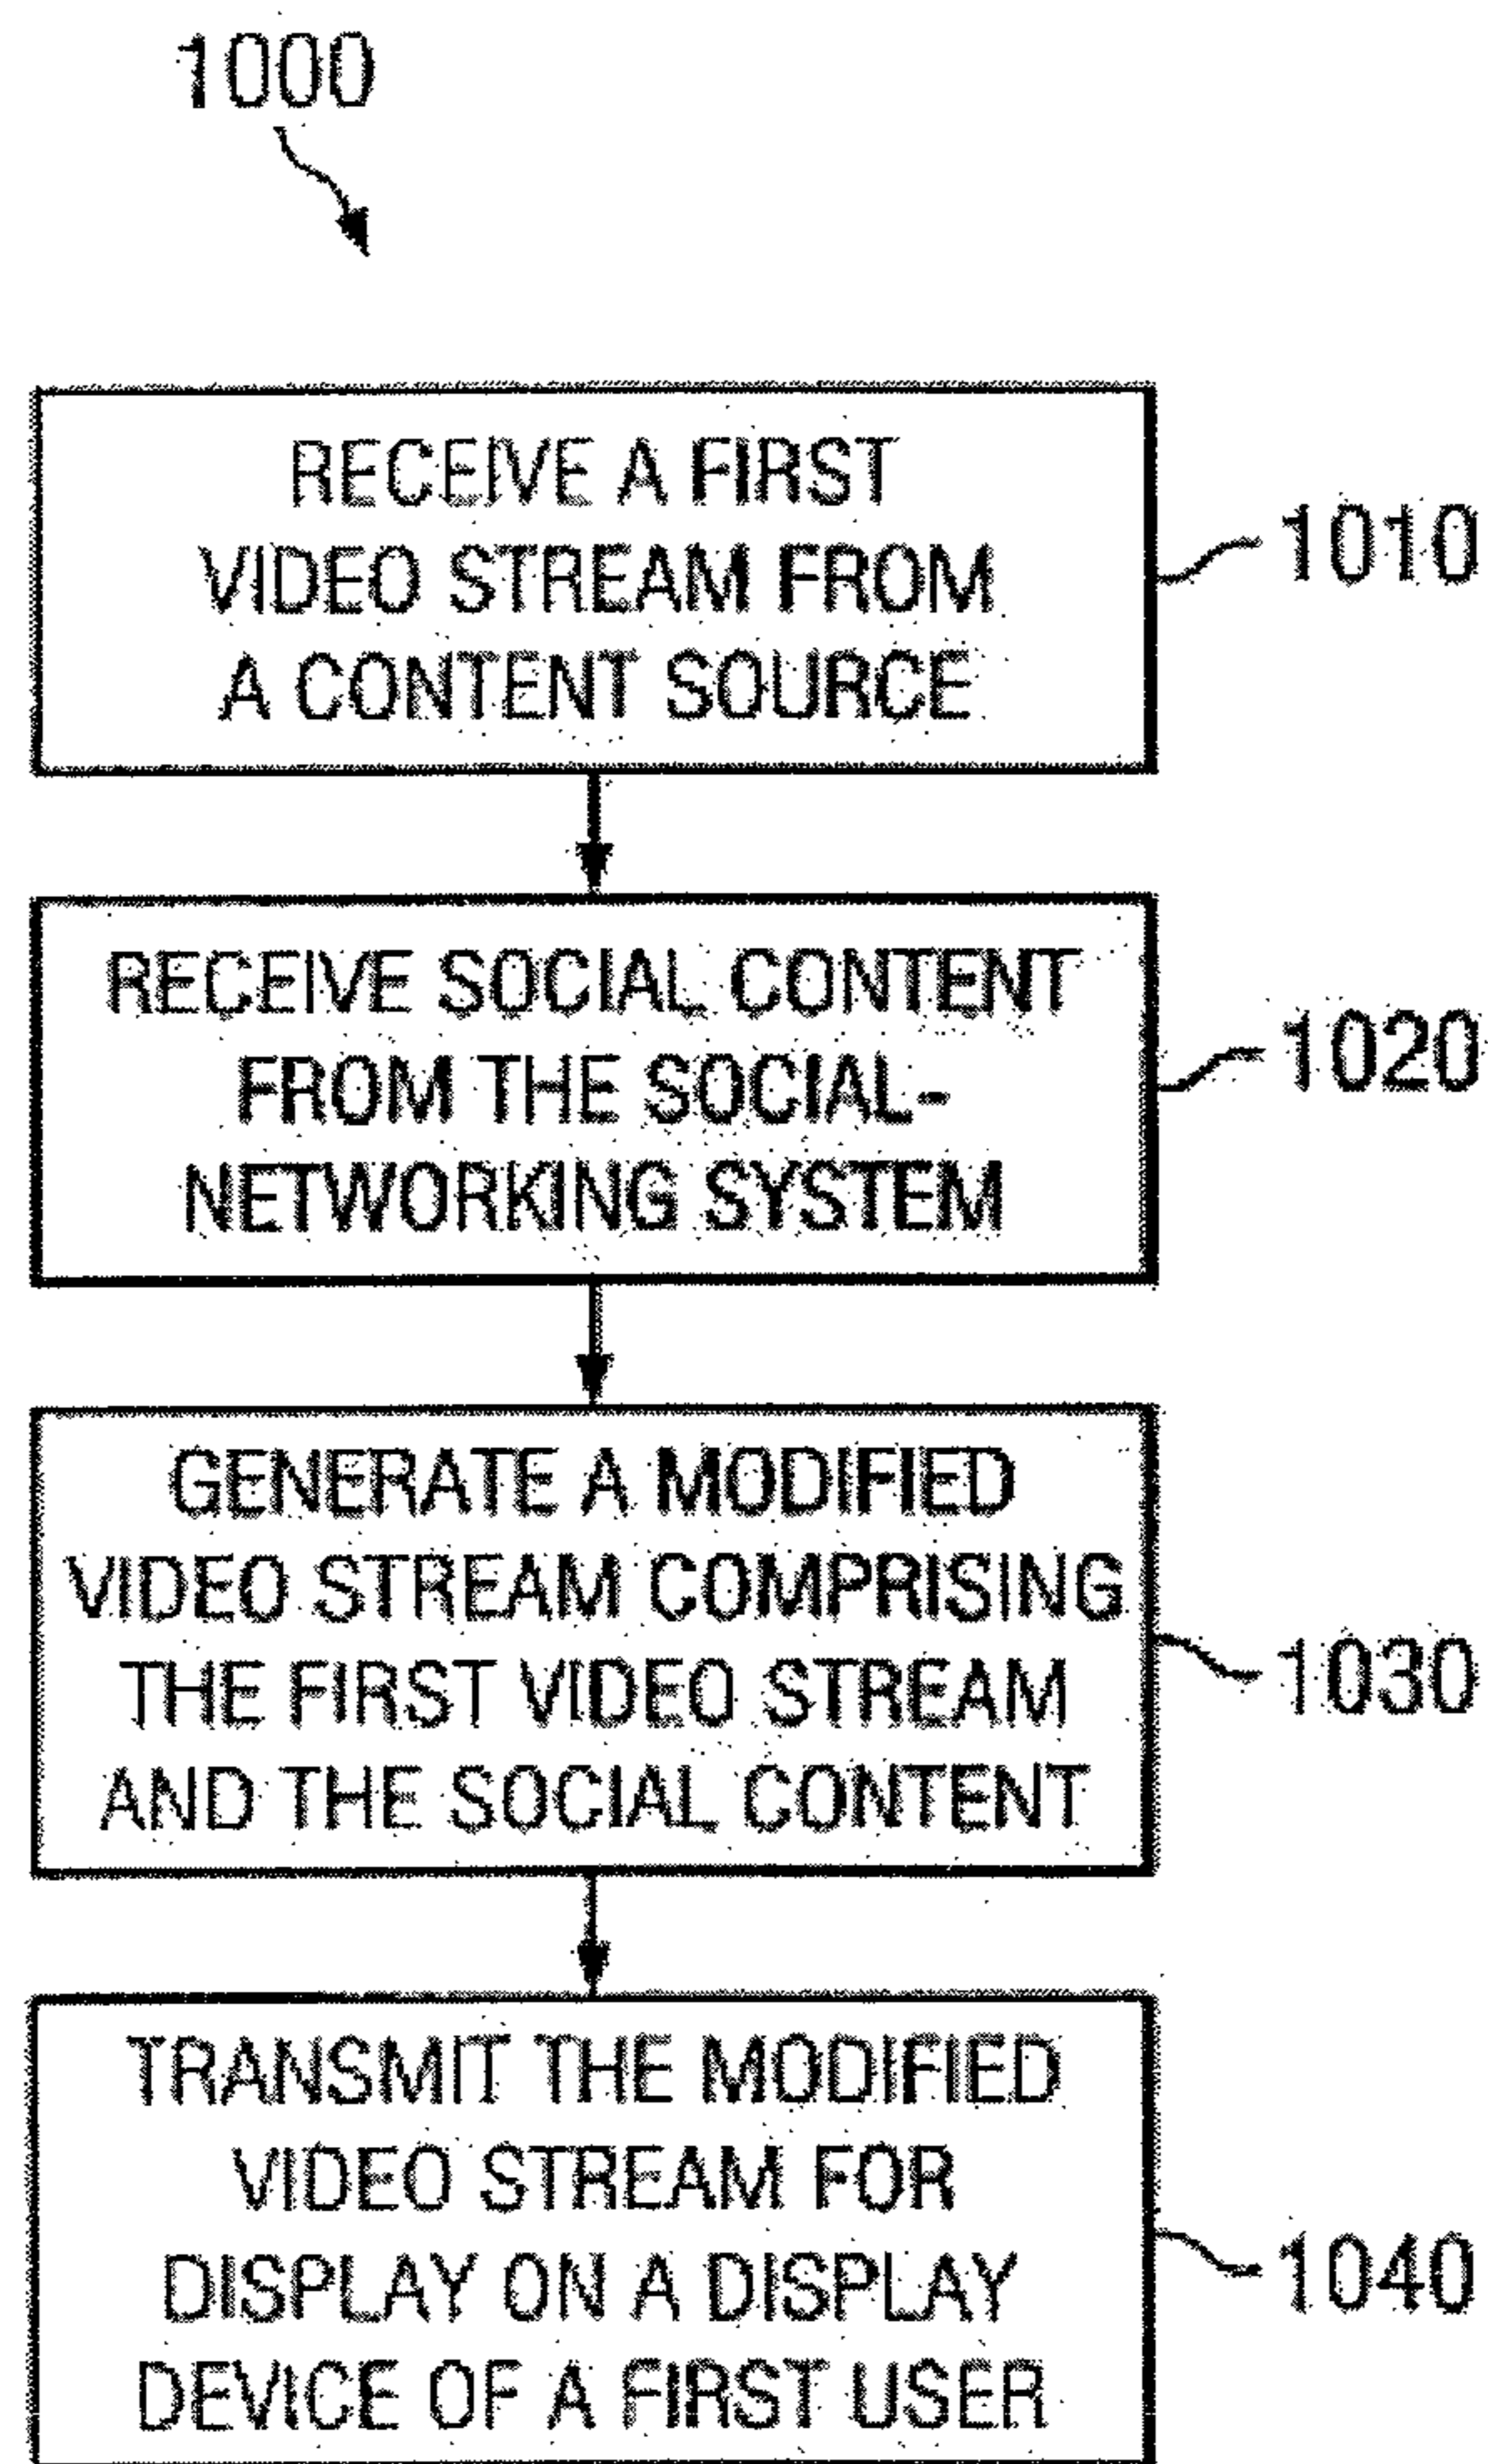 1000
RECEIVE A FIRST
VIDEO STREAM FROM
A CONTENT SOURCE
1010
RECEIVE SOCIAL CONTENT
FROM THE SOCIAL-
NETWORKING SYSTEM
1020
GENERATE A MODIFIED
VIDEO STREAM COMPRISING
THE FIRST VIDEO STREAM
AND THE SOCIAL CONTENT
1030
TRANSMIT THE MODIFIED
VIDEO STREAM FOR
DISPLAY ON A DISPLAY
DEVICE OF A FIRST USER
1040